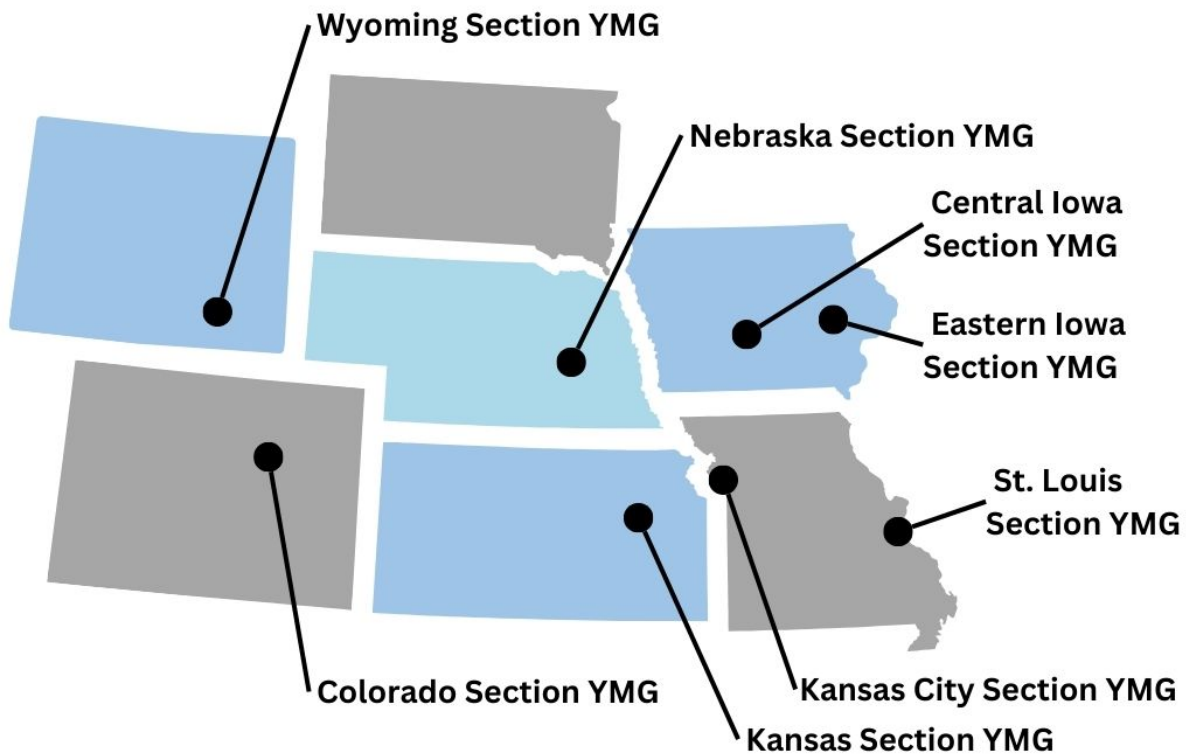 Wyoming Section YMG
Nebraska Section YMG
Central Iowa
Section YMG
Eastern Iowa
Section YMG
St. Louis
Section YMG
Colorado Section YMG
Kansas City Section YMG
Kansas Section YMG